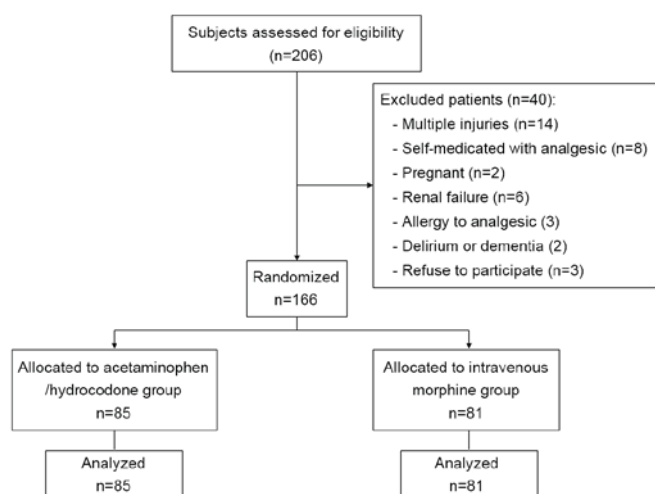 Subjects assessed for eligibility
(n=206)
Excluded patients (n=40):
- Multiple injuries (n=14)
- Self-medicated with analgesic (n=8)
- Pregnant (n=2)
- Renal failure (n=6)
- Allergy to analgesic (3)
- Delirium or dementia (2)
- Refuse to participate (n=3)
Randomized
n=166
Allocated to acetaminophen
/hydrocodone group
n=85
Allocated to intravenous
morphine group
n=81
Analyzed
n=85
Analyzed
n=81